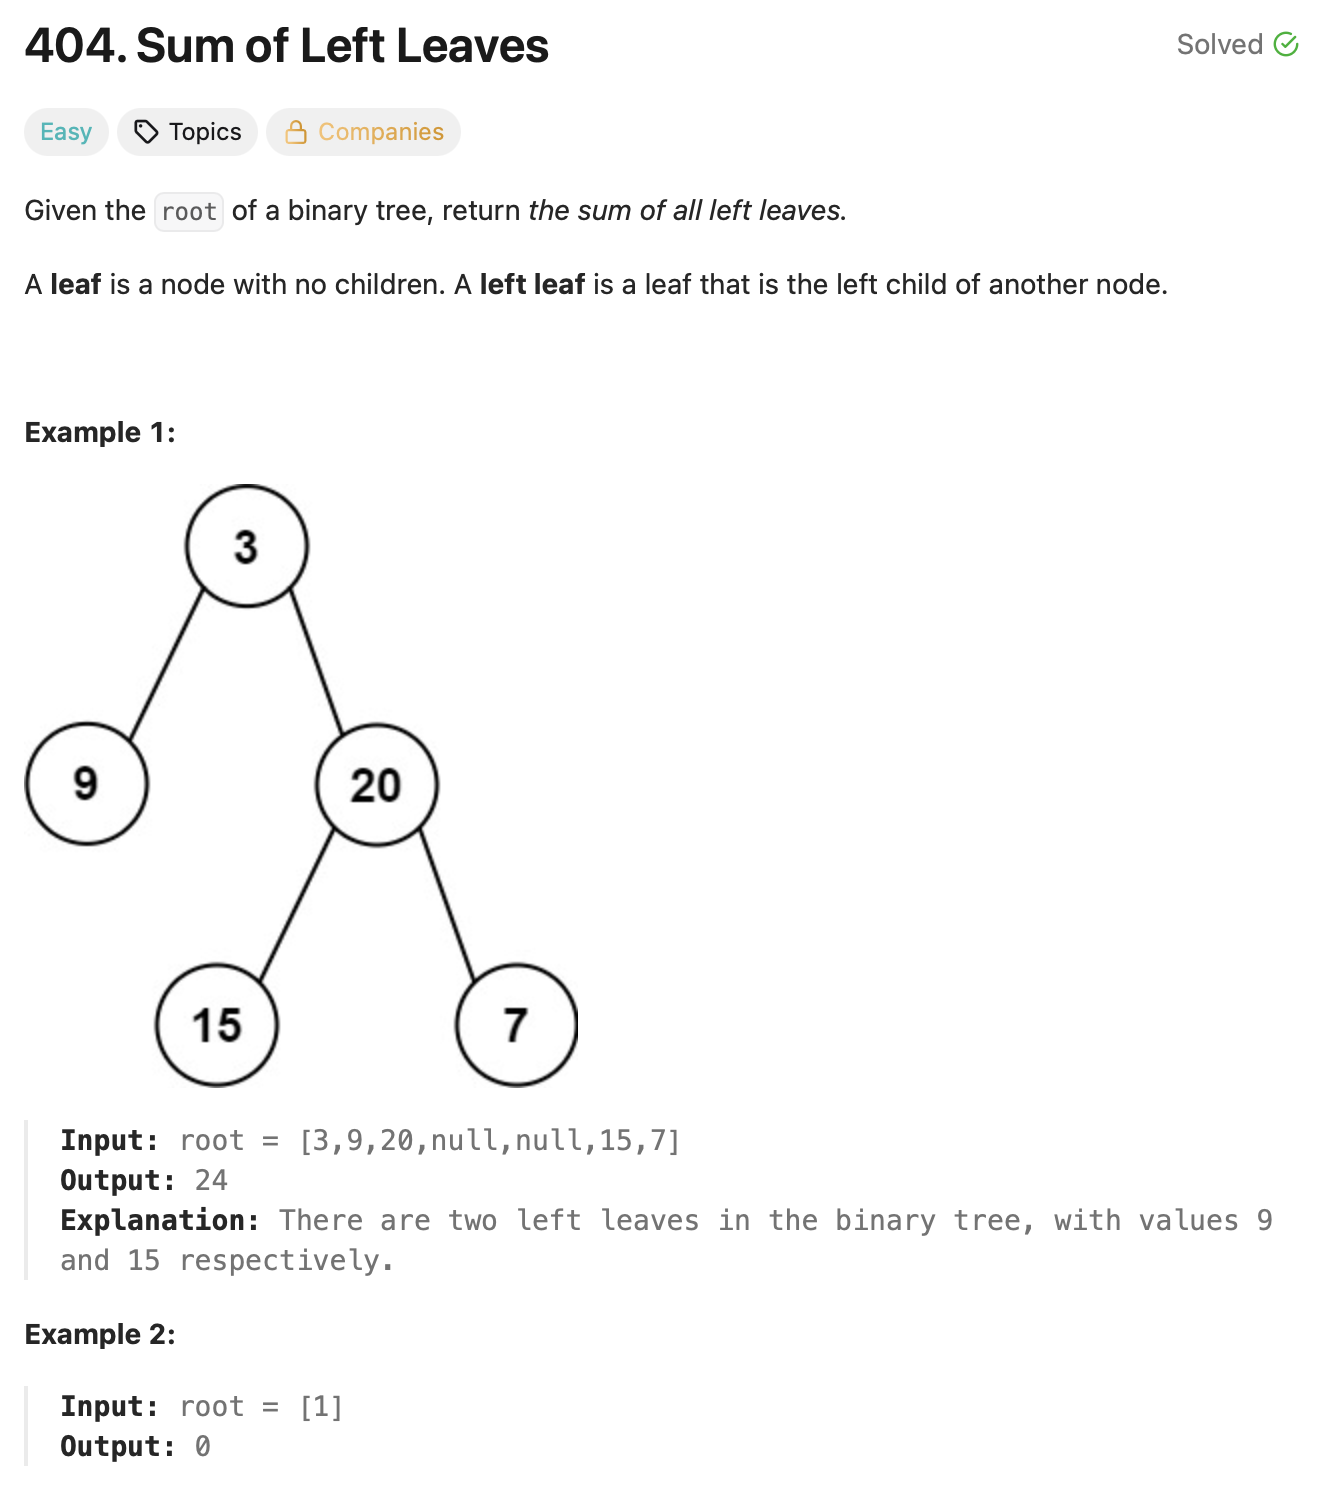 404. Sum of Left Leaves
Solved
Easy
Topics
Companies
Given the root of a binary tree, return the sum of all left leaves.
A leaf is a node with no children. A left leaf is a leaf that is the left child of another node.
Example 1:
3
9
20
15
7
Input: root = [3,9,20,null,null,15,7]
Output: 24
Explanation: There are two left leaves in the binary tree, with values 9
and 15 respectively.
Example 2:
Input: root = [1]
Output: 0